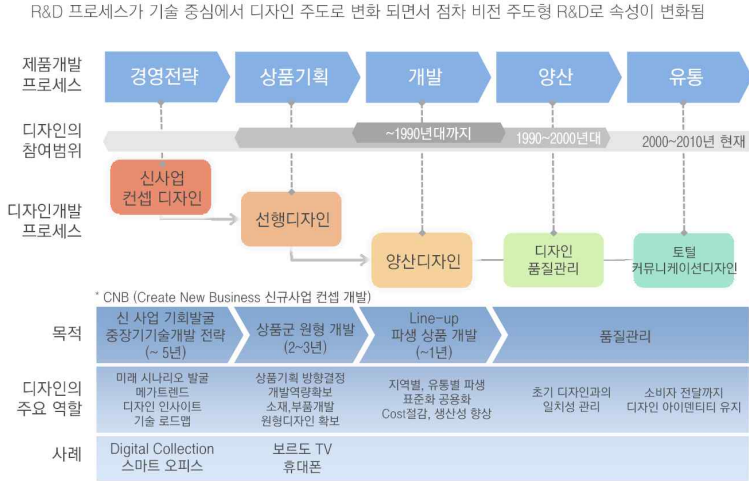 R&D 프로세스가 기술 중심에서 디자인 주도로 변화 되면서 점차 비전 주도형 R&D로 속성이 변화됨
제품개발
프로세스
경영전략
상품기획
개발
양산
유통
디자인의
참여범위
~1990년대까지
1990~2000년대
2000~2010년 현재
디자인개발
프로세스
신사업
컨셉 디자인
선행디자인
양산디자인
디자인
품질관리
토털
커뮤니케이션디자인
* CNB (Create New Business 신규사업 컨셉 개발)
목적
신 사업 기회발굴
중장기기술개발 전략
(~ 5년)
상품군 원형 개발
(2~3년)
Line-up
파생 상품 개발
(~1년)
품질관리
디자인의
주요 역할
미래 시나리오 발굴
메가트렌드
디자인 인사이트
기술 로드맵
상품기획 방향결정
개발역량확보
소재,부품개발
원형디자인 확보
지역별, 유통별 파생
표준화 공용화
Cost절감, 생산성 향상
초기 디자인과의
일치성 관리
소비자 전달까지
디자인 아이덴티티 유지
사례
Digital Collection
스마트 오피스
보르도 TV
휴대폰